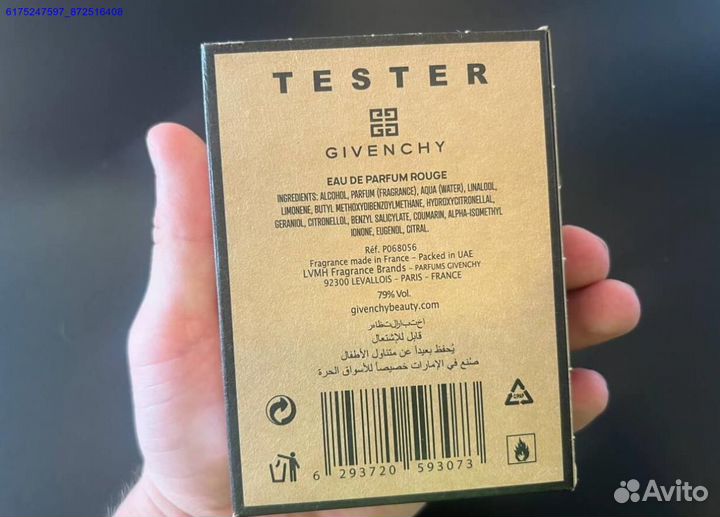 6175247597_872516408
TESTER
GIVENCHY
EAU DE PARFUM ROUGE
INGREDIENTS: ALCOHOL, PARFUM (FRAGRANCE), AQUA (WATER), LINALOOL,
LIMONENE, BUTYL METHOXYDIBENZOYLMETHANE, HYDROXYCITRONELLAL,
GERANIOL, CITRONELLOL, BENZYL SALICYLATE, COUMARIN, ALPHA-ISOMETHYL
IONONE, EUGENOL, CITRAL.
Réf. P068056
Fragrance made in France - Packed in UAE
LVMH Fragrance Brands - PARFUMS GIVENCHY
92300 LEVALLOIS - PARIS - FRANCE
79% Vol.
givenchybeauty.com
اختبارالتظاهر
قابل للإشتعال
يُحفظ بعيداً عن متناول الأطفال
صنع في الإمارات خصيصاً للأسواق الحرة
6 293720 593073
Avito